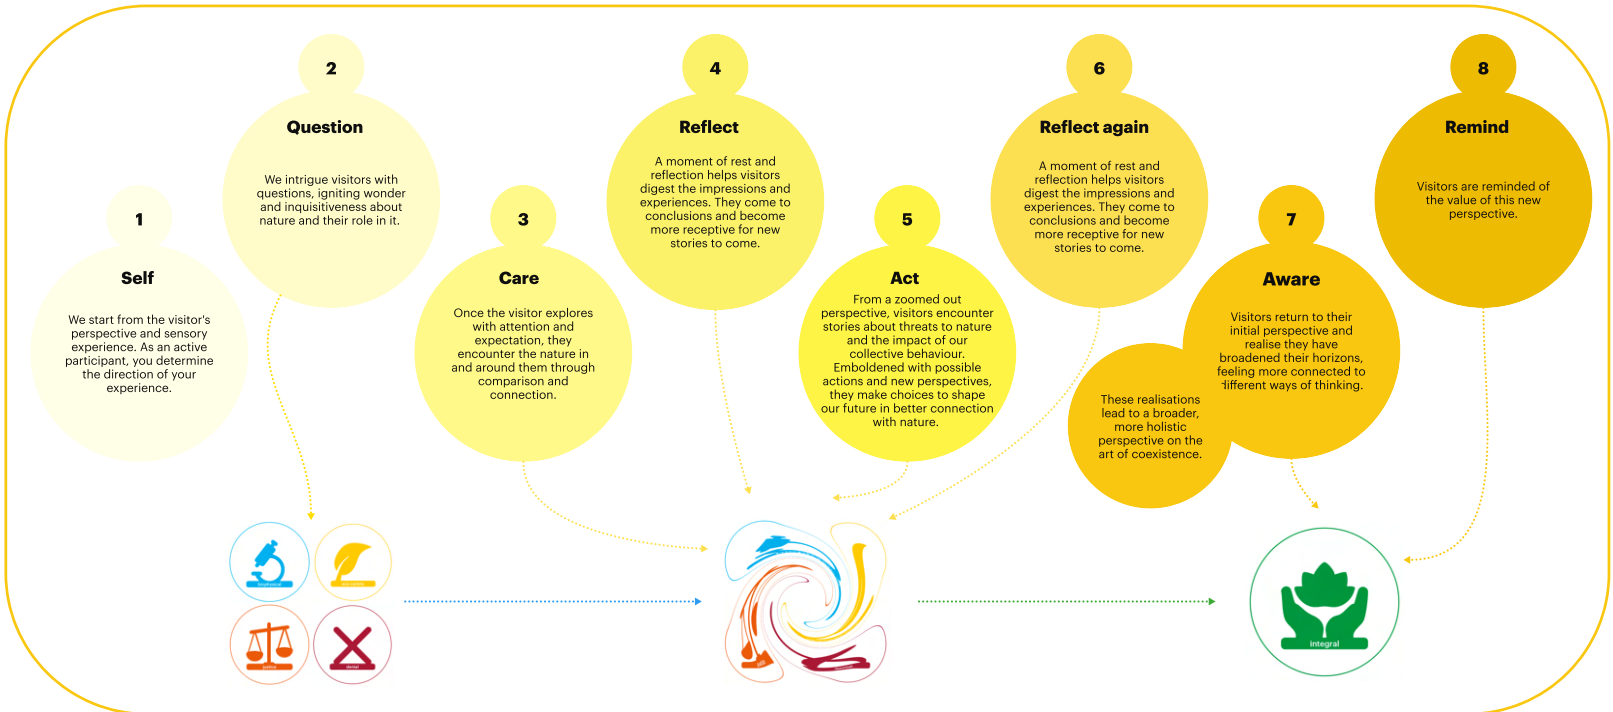 1
Self
We start from the visitor's
perspective and sensory
experience. As an active
participant, you determine
the direction of your
experience.
2
Question
We intrigue visitors with
questions, igniting wonder
and inquisitiveness about
nature and their role in it.
3
Care
Once the visitor explores
with attention and
expectation, they
encounter the nature in
and around them through
comparison and
connection.
4
Reflect
A moment of rest and
reflection helps visitors
digest the impressions and
experiences. They come to
conclusions and become
more receptive for new
stories to come.
5
Act
From a zoomed out
perspective, visitors encounter
stories about threats to nature
and the impact of our
collective behaviour.
Emboldened with possible
actions and new perspectives,
they make choices to shape
our future in better connection
with nature.
6
Reflect again
A moment of rest and
reflection helps visitors
digest the impressions and
experiences. They come to
conclusions and become
more receptive for new
stories to come.
7
Aware
Visitors return to their
initial perspective and
realise they have
broadened their horizons,
feeling more connected to
different ways of thinking.
These realisations
lead to a broader,
more holistic
perspective on the
art of coexistence.
8
Remind
Visitors are reminded of
the value of this new
perspective.
justice
denial
integral